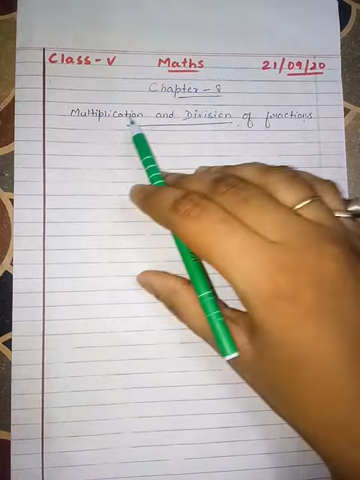 Class-V Maths 21/09/20
Chapter - 8
Multiplication and Division of fractions